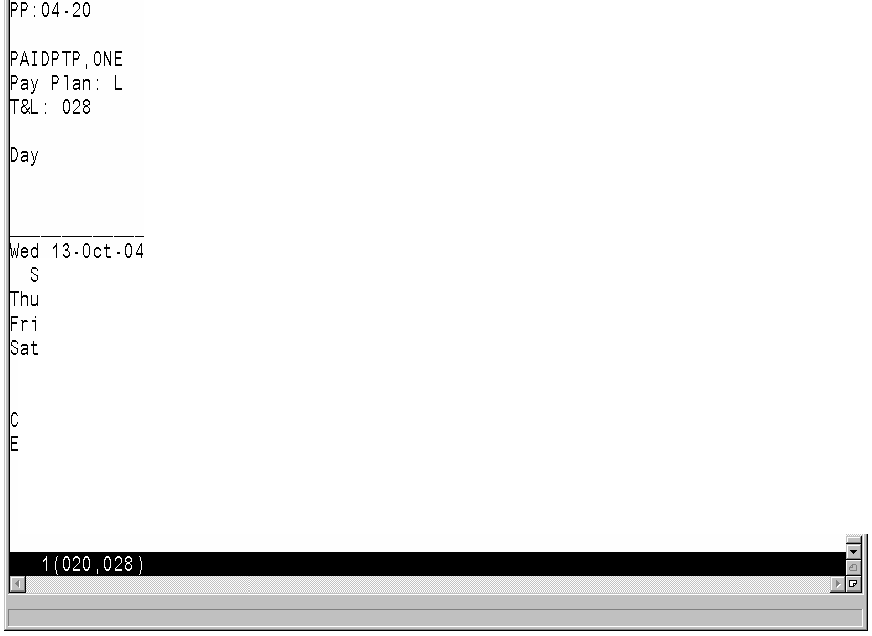 PP:04-20
PAIDPTP,ONE
Pay Plan: L
T&L: 028
Day
_____________
Wed 13-Oct-04
S
Thu
Fri
Sat
C
E
1(020,028)